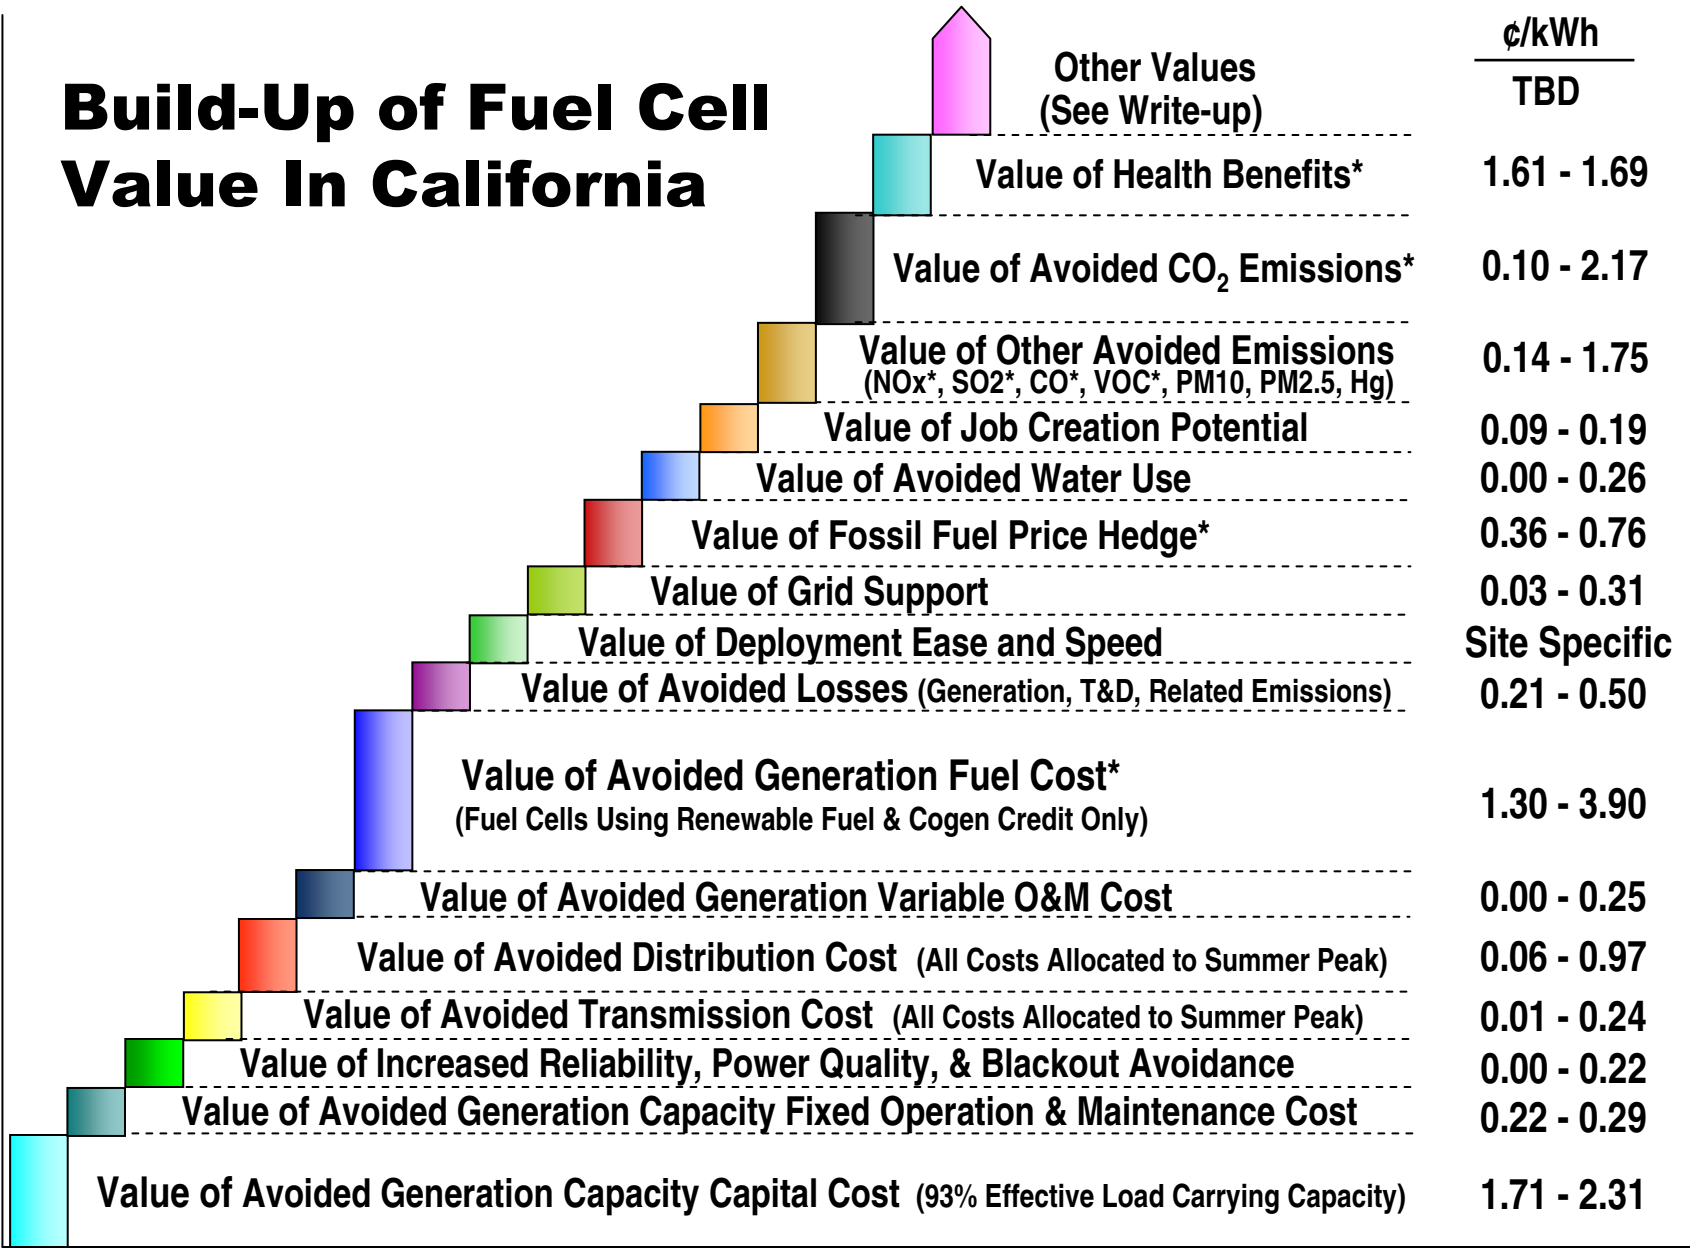 Build-Up of Fuel Cell
Value In California
¢/kWh
Other Values
(See Write-up)
TBD
Value of Health Benefits* 1.61 - 1.69
Value of Avoided CO₂ Emissions* 0.10 - 2.17
Value of Other Avoided Emissions
(NOx*, SO2*, CO*, VOC*, PM10, PM2.5, Hg)
0.14 - 1.75
Value of Job Creation Potential 0.09 - 0.19
Value of Avoided Water Use 0.00 - 0.26
Value of Fossil Fuel Price Hedge* 0.36 - 0.76
Value of Grid Support 0.03 - 0.31
Value of Deployment Ease and Speed Site Specific
Value of Avoided Losses (Generation, T&D, Related Emissions) 0.21 - 0.50
Value of Avoided Generation Fuel Cost*
(Fuel Cells Using Renewable Fuel & Cogen Credit Only)
1.30 - 3.90
Value of Avoided Generation Variable O&M Cost 0.00 - 0.25
Value of Avoided Distribution Cost (All Costs Allocated to Summer Peak) 0.06 - 0.97
Value of Avoided Transmission Cost (All Costs Allocated to Summer Peak) 0.01 - 0.24
Value of Increased Reliability, Power Quality, & Blackout Avoidance 0.00 - 0.22
Value of Avoided Generation Capacity Fixed Operation & Maintenance Cost 0.22 - 0.29
Value of Avoided Generation Capacity Capital Cost (93% Effective Load Carrying Capacity) 1.71 - 2.31